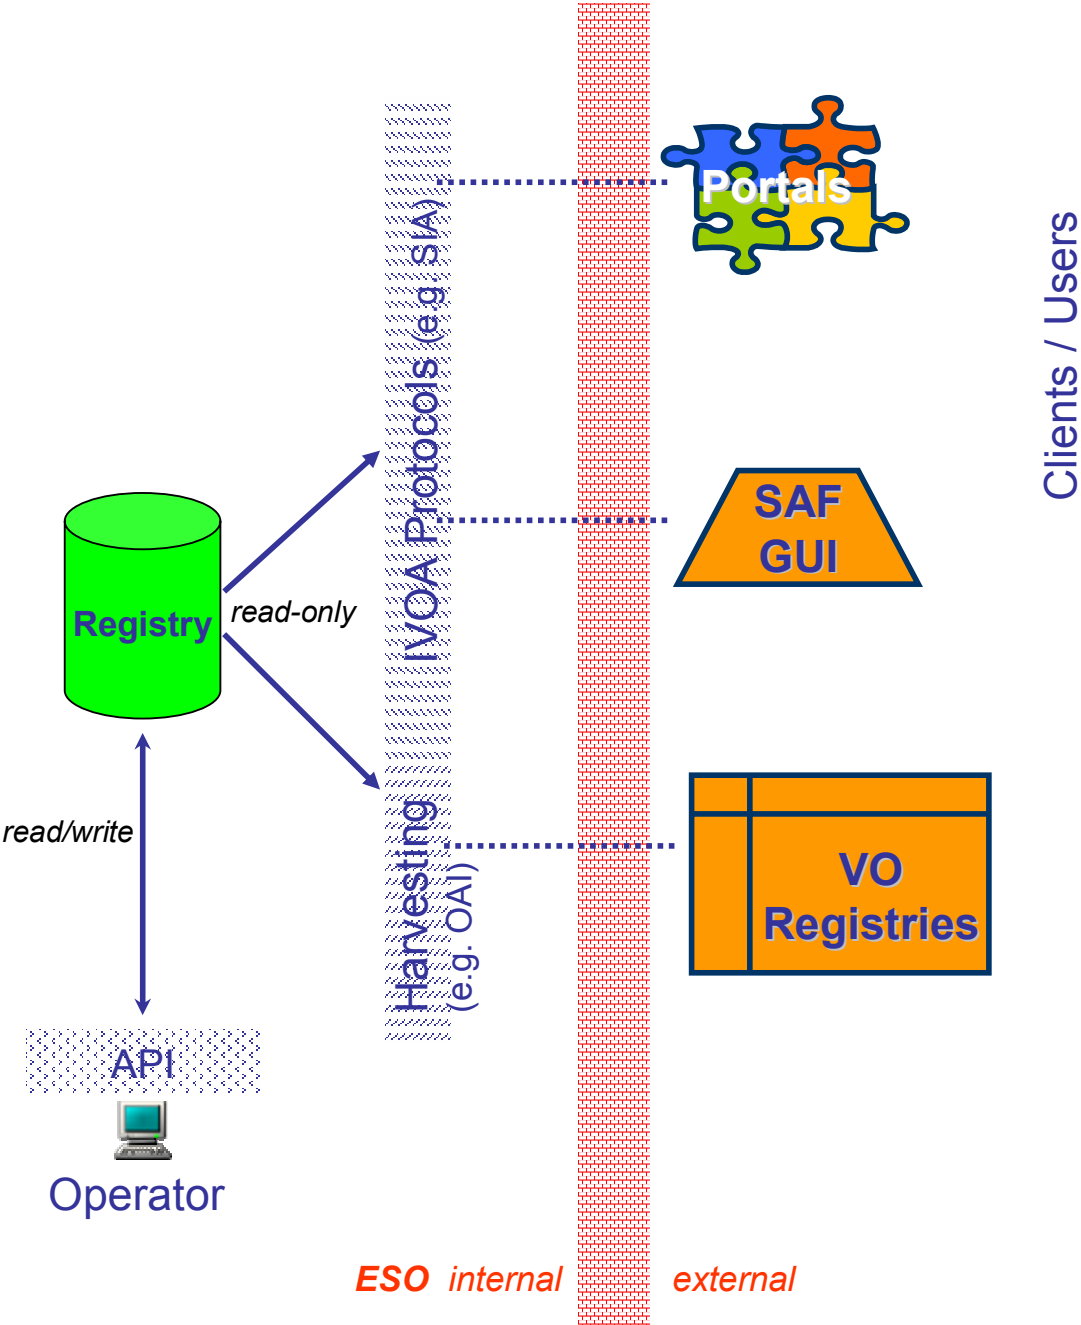 Portals
Clients / Users
IVOA Protocols (e.g. SIA)
SAF
GUI
Registry
read-only
read/write
Harvesting
(e.g. OAI)
VO
Registries
API
Operator
ESO internal
external